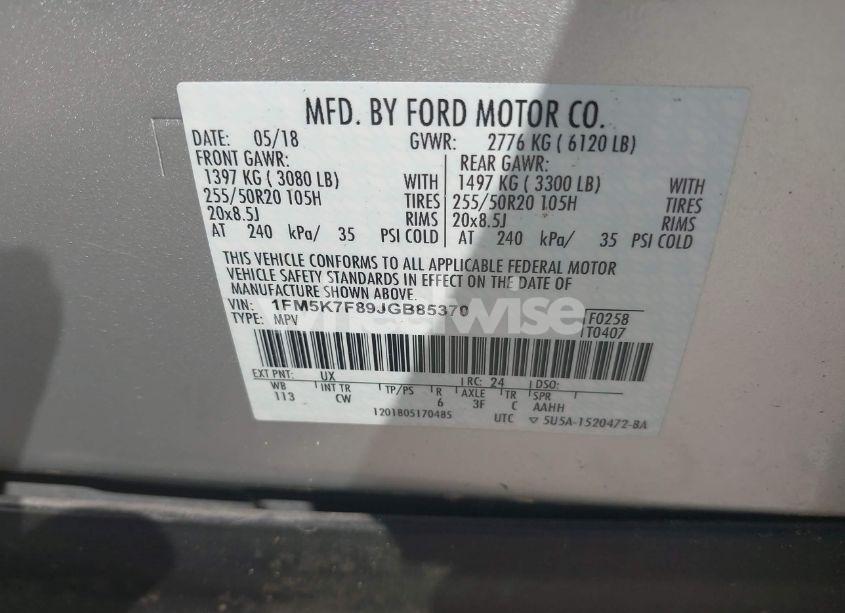 MFD. BY FORD MOTOR CO.
DATE: 05/18 GVWR: 2776 KG ( 6120 LB)
FRONT GAWR: REAR GAWR:
1397 KG ( 3080 LB) WITH 1497 KG ( 3300 LB) WITH
255/50R20 105H TIRES 255/50R20 105H TIRES
20x8.5J RIMS 20x8.5J RIMS
AT 240 kPa/ 35 PSI COLD AT 240 kPa/ 35 PSI COLD
THIS VEHICLE CONFORMS TO ALL APPLICABLE FEDERAL MOTOR
VEHICLE SAFETY STANDARDS IN EFFECT ON THE DATE OF
MANUFACTURE SHOWN ABOVE.
VIN: 1FM5K7F89JGB85370 F0258
TYPE: MPV T0407
EXT PNT: UX RC: 24 DSO:
WB INT TR TP/PS R AXLE TR SPR
113 CW 6 3F C AAHH
1201805170485 UTC ▽ 5U5A-1520472-BA